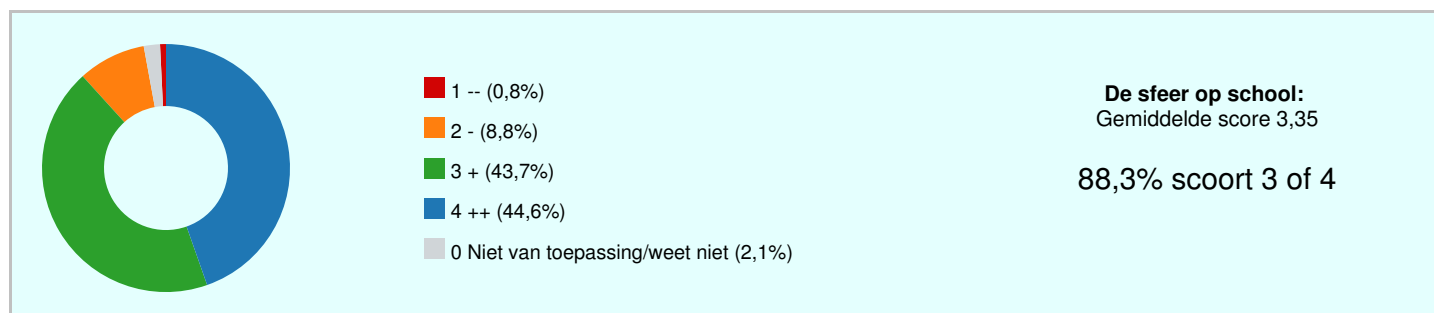 1 -- (0,8%)
2 - (8,8%)
3 + (43,7%)
4 ++ (44,6%)
0 Niet van toepassing/weet niet (2,1%)
De sfeer op school:
Gemiddelde score 3,35
88,3% scoort 3 of 4